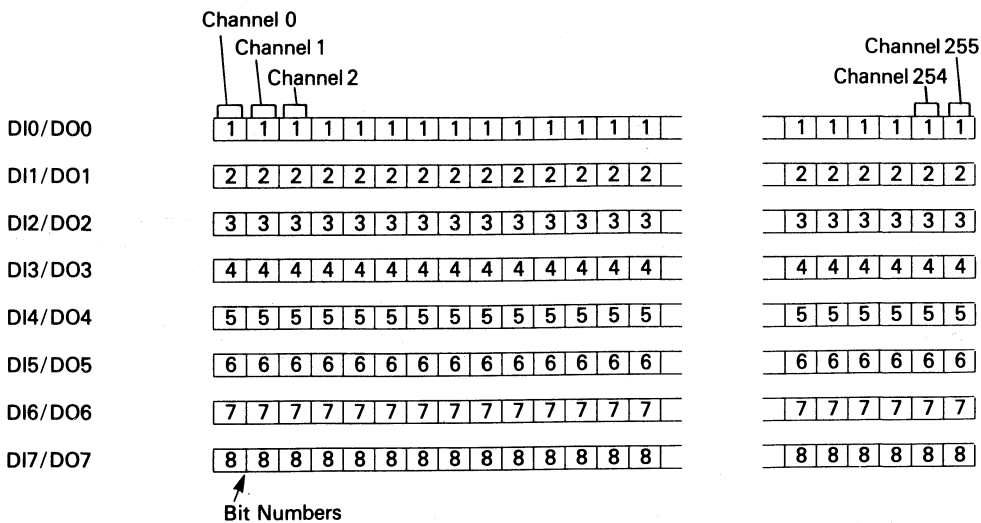 Channel 0
Channel 1
Channel 2
Channel 255
Channel 254
DI0/DO0 1 1 1 1 1 1 1 1 1 1 1 1 1 1 1 1 1 1 1 1
DI1/DO1 2 2 2 2 2 2 2 2 2 2 2 2 2 2 2 2 2 2 2 2
DI2/DO2 3 3 3 3 3 3 3 3 3 3 3 3 3 3 3 3 3 3 3 3
DI3/DO3 4 4 4 4 4 4 4 4 4 4 4 4 4 4 4 4 4 4 4 4
DI4/DO4 5 5 5 5 5 5 5 5 5 5 5 5 5 5 5 5 5 5 5 5
DI5/DO5 6 6 6 6 6 6 6 6 6 6 6 6 6 6 6 6 6 6 6 6
DI6/DO6 7 7 7 7 7 7 7 7 7 7 7 7 7 7 7 7 7 7 7 7
DI7/DO7 8 8 8 8 8 8 8 8 8 8 8 8 8 8 8 8 8 8 8 8
Bit Numbers